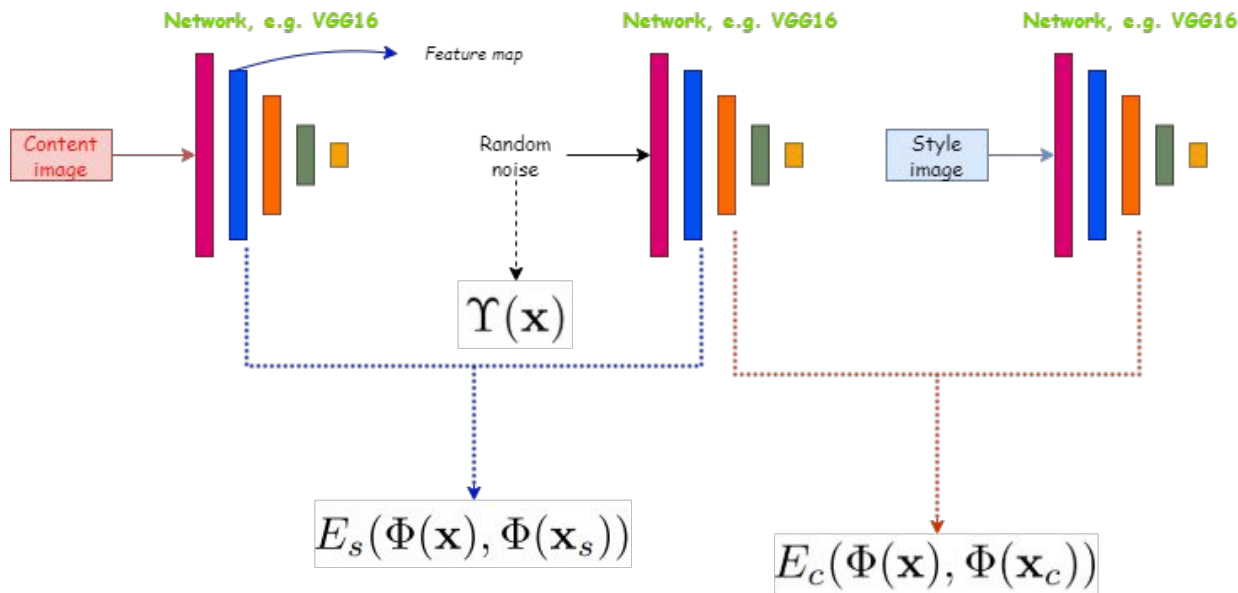 Network, e.g. VGG16
Network, e.g. VGG16
Network, e.g. VGG16
Feature map
Content
image
Random
noise
Style
image
ϒ(𝐱)
E_s(Φ(𝐱), Φ(𝐱_s))
E_c(Φ(𝐱), Φ(𝐱_c))